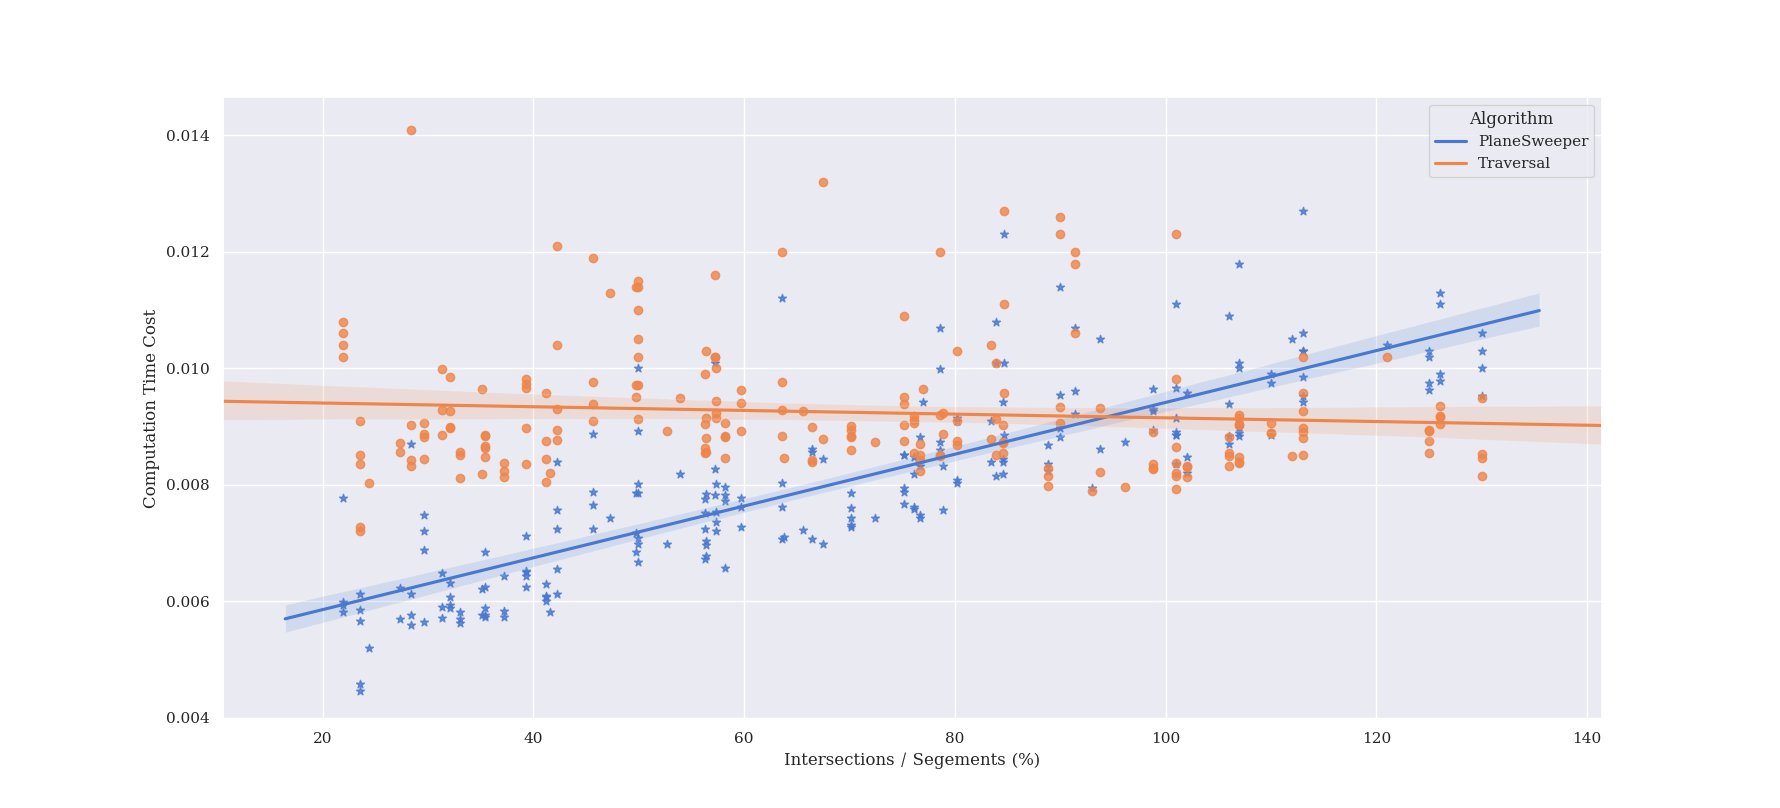 Algorithm
PlaneSweeper
Traversal
0.014
0.012
0.010
0.008
0.006
0.004
Computation Time Cost
20 40 60 80 100 120 140
Intersections / Segements (%)